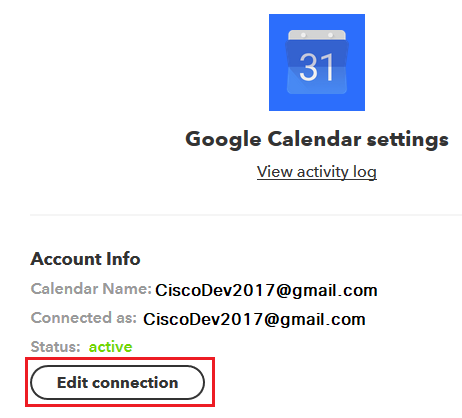 31
Google Calendar settings
View activity log
Account Info
Calendar Name: CiscoDev2017@gmail.com
Connected as: CiscoDev2017@gmail.com
Status: active
Edit connection